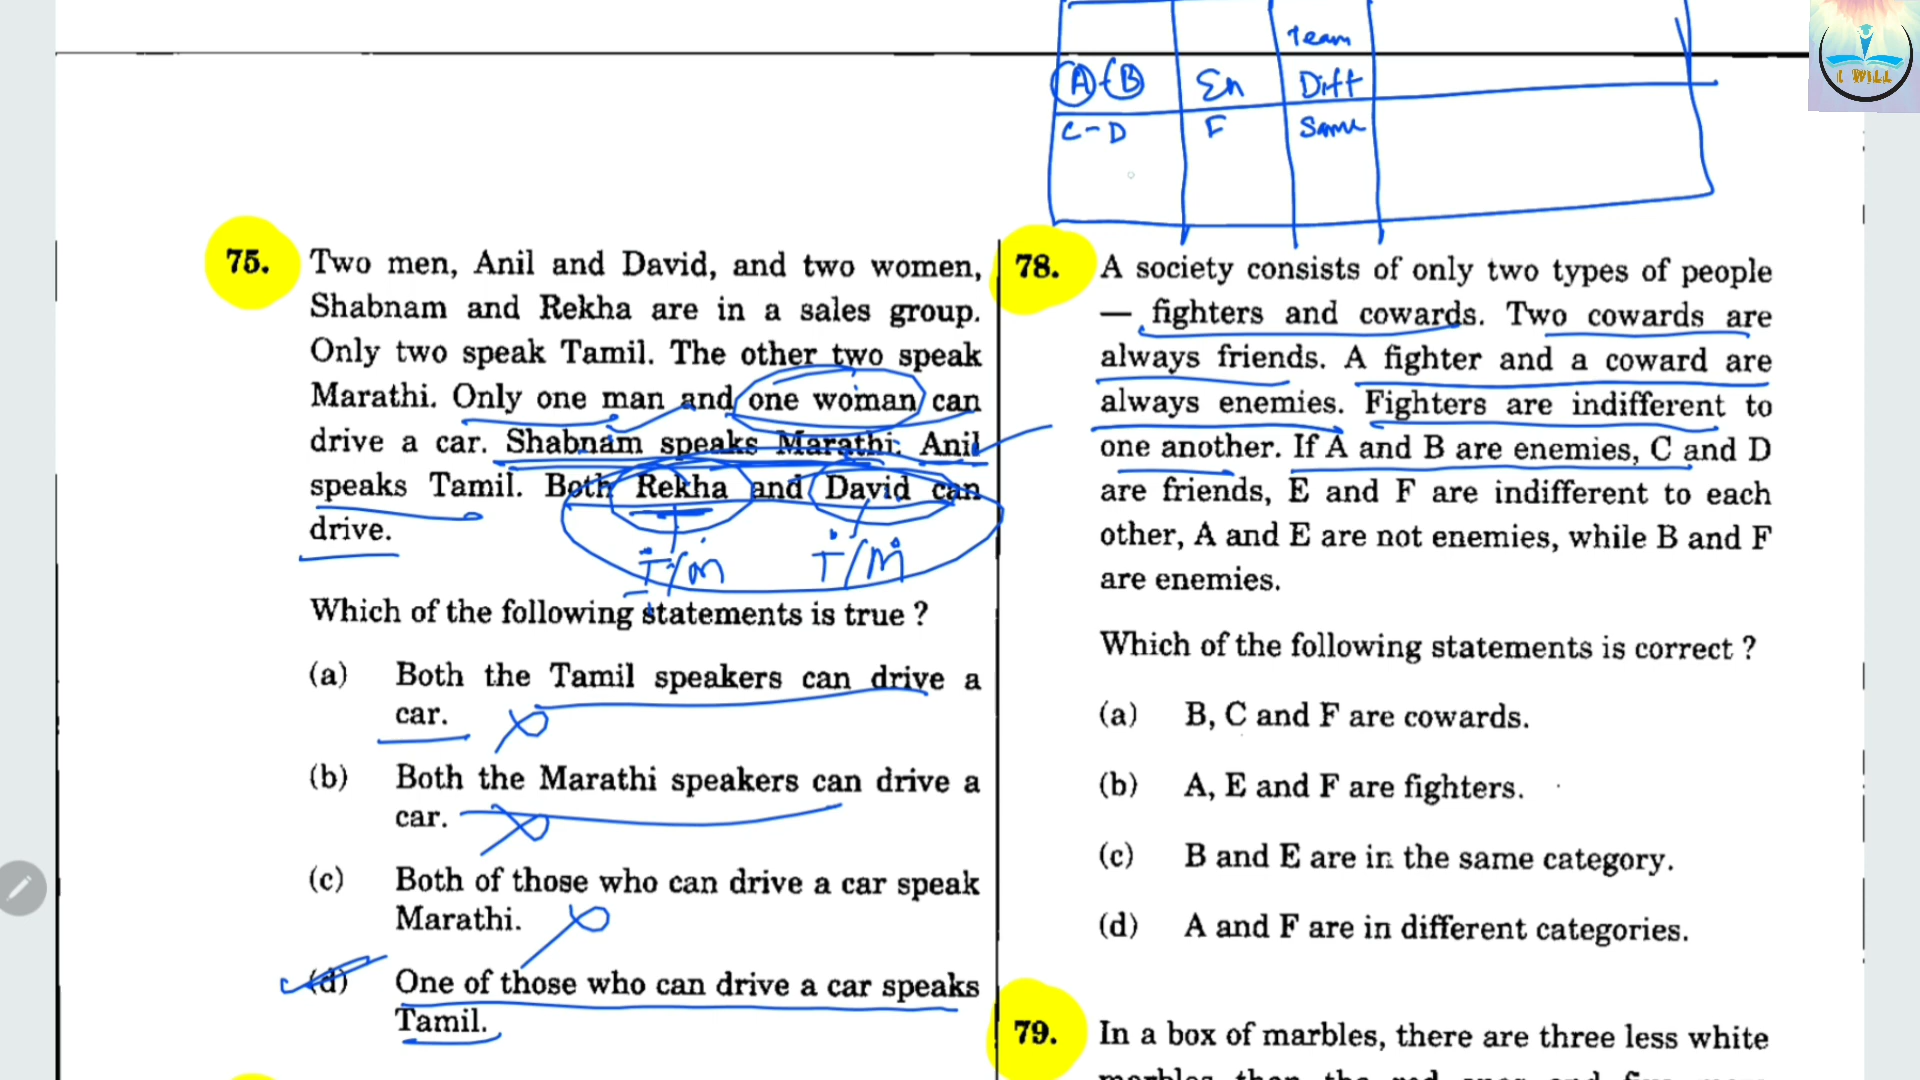 Team
A B En Diff
C - D F Same
I WILL
75. Two men, Anil and David, and two women,
Shabnam and Rekha are in a sales group.
Only two speak Tamil. The other two speak
Marathi. Only one man and one woman can
drive a car. Shabnam speaks Marathi. Anil
speaks Tamil. Both Rekha and David can
drive.
T/M T/M
Which of the following statements is true ?
(a) Both the Tamil speakers can drive a
car.
(b) Both the Marathi speakers can drive a
car.
(c) Both of those who can drive a car speak
Marathi.
(d) One of those who can drive a car speaks
Tamil.
78. A society consists of only two types of people
— fighters and cowards. Two cowards are
always friends. A fighter and a coward are
always enemies. Fighters are indifferent to
one another. If A and B are enemies, C and D
are friends, E and F are indifferent to each
other, A and E are not enemies, while B and F
are enemies.
Which of the following statements is correct ?
(a) B, C and F are cowards.
(b) A, E and F are fighters.
(c) B and E are in the same category.
(d) A and F are in different categories.
79. In a box of marbles, there are three less white
marbles than the red ones and five more